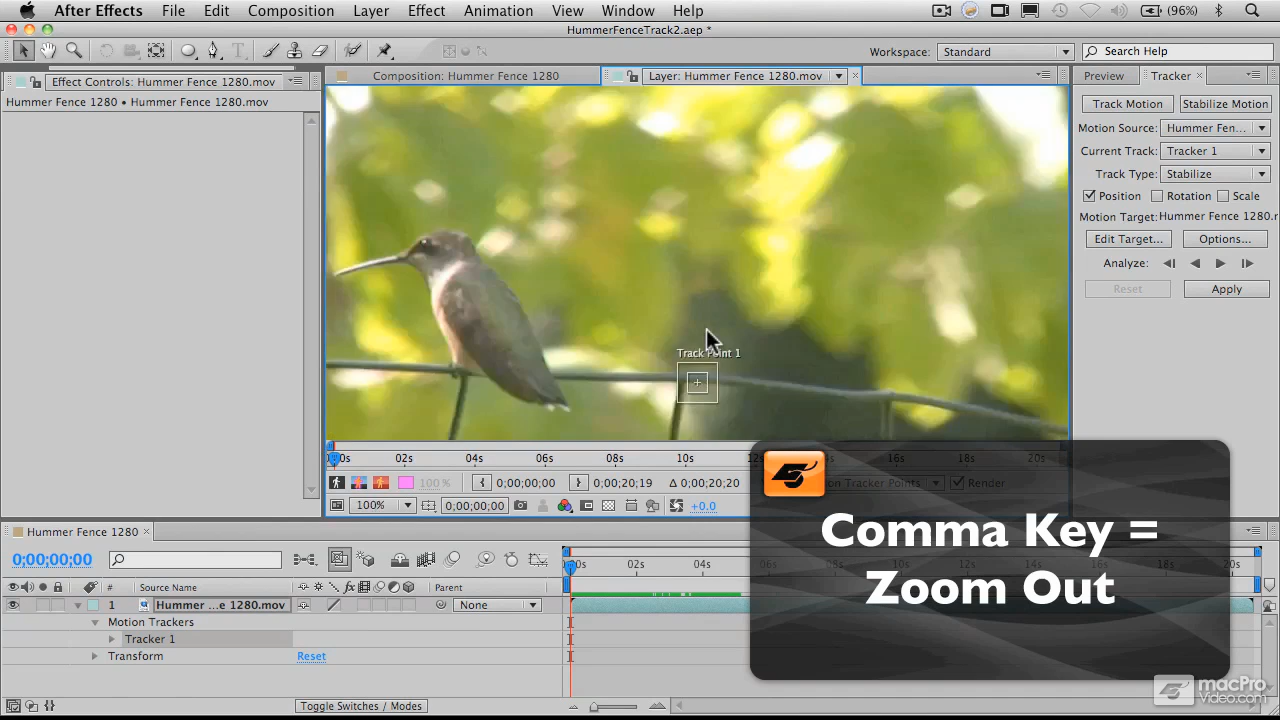 After Effects File Edit Composition Layer Effect Animation View Window Help (96%)
HummerFenceTrack2.aep *
Workspace: Standard Search Help
Effect Controls: Hummer Fence 1280.mov
Composition: Hummer Fence 1280
Layer: Hummer Fence 1280.mov
Preview Tracker
Hummer Fence 1280 • Hummer Fence 1280.mov
Track Motion Stabilize Motion
Motion Source: Hummer Fen...
Current Track: Tracker 1
Track Type: Stabilize
Position Rotation Scale
Motion Target: Hummer Fence 1280.
Edit Target... Options...
Analyze:
Reset Apply
Track Point 1
02s 04s 06s 08s 10s 18s 20s
100% 0;00;00;00 0;00;20;19 Δ 0;00;20;20 on Tracker Points Render
100% 0;00;00;00 +0.0
Comma Key =
Zoom Out
Hummer Fence 1280
0;00;00;00
02s 04s 06s 20s
# Source Name Parent
1 Hummer ...e 1280.mov None
Motion Trackers
Tracker 1
Transform Reset
Toggle Switches / Modes
macPro
Video.com